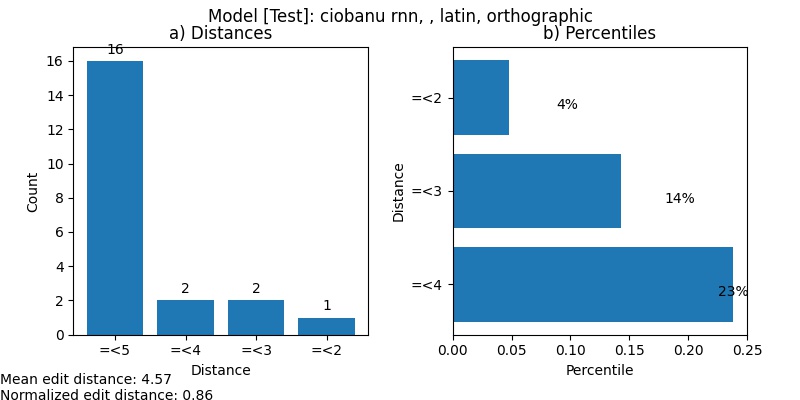 Model [Test]: ciobanu rnn, , latin, orthographic
a) Distances
16
2
2
1
16
14
12
10
8
6
4
2
0
Count
=<5 =<4 =<3 =<2
Distance
b) Percentiles
=<2
=<3
=<4
Distance
4%
14%
23%
0.00 0.05 0.10 0.15 0.20 0.25
Percentile
Mean edit distance: 4.57
Normalized edit distance: 0.86